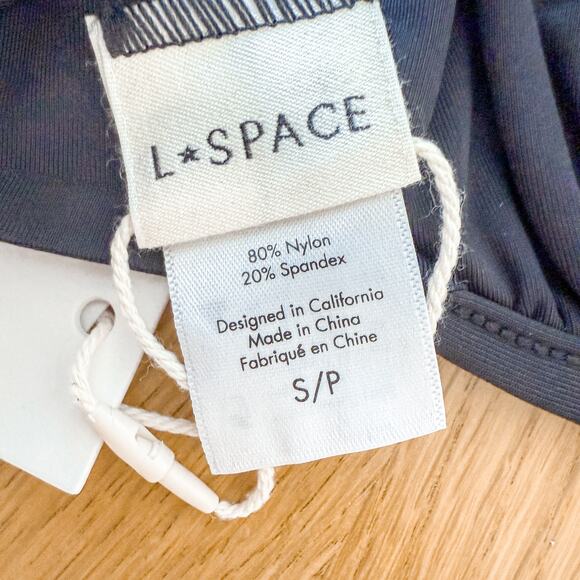 L★SPACE
80% Nylon
20% Spandex
Designed in California
Made in China
Fabriqué en Chine
S/P